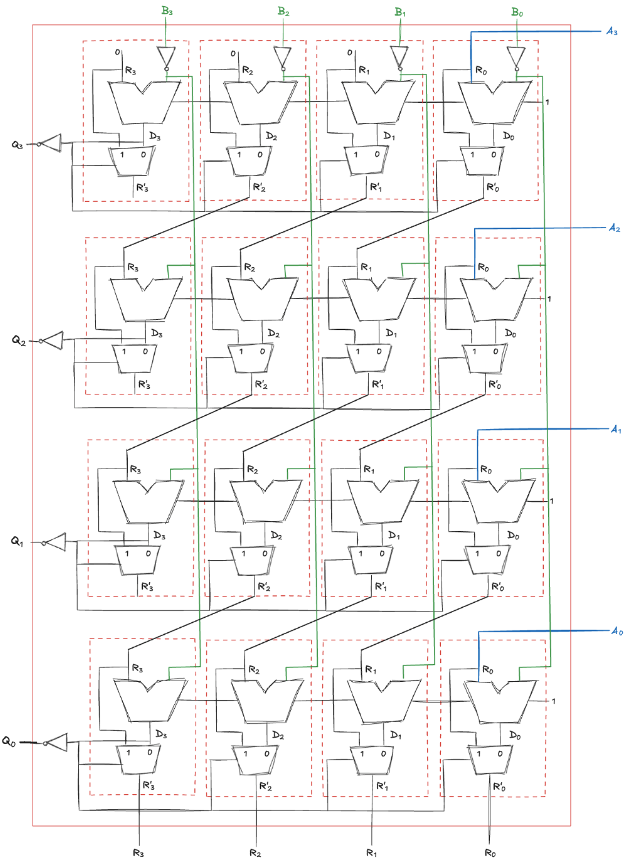 B₃ B₂ B₁ B₀
A₃
0 0 0
R₃ R₂ R₁ R₀
1
D₃ D₂ D₁ D₀
Q₃
1 0 1 0 1 0 1 0
R'₃ R'₂ R'₁ R'₀
A₂
R₃ R₂ R₁ R₀
1
D₃ D₂ D₁ D₀
Q₂
1 0 1 0 1 0 1 0
R'₃ R'₂ R'₁ R'₀
A₁
R₃ R₂ R₁ R₀
1
D₃ D₂ D₁ D₀
Q₁
1 0 1 0 1 0 1 0
R'₃ R'₂ R'₁ R'₀
A₀
R₃ R₂ R₁ R₀
1
D₃ D₂ D₁ D₀
Q₀
1 0 1 0 1 0 1 0
R'₃ R'₂ R'₁ R'₀
R₃ R₂ R₁ R₀